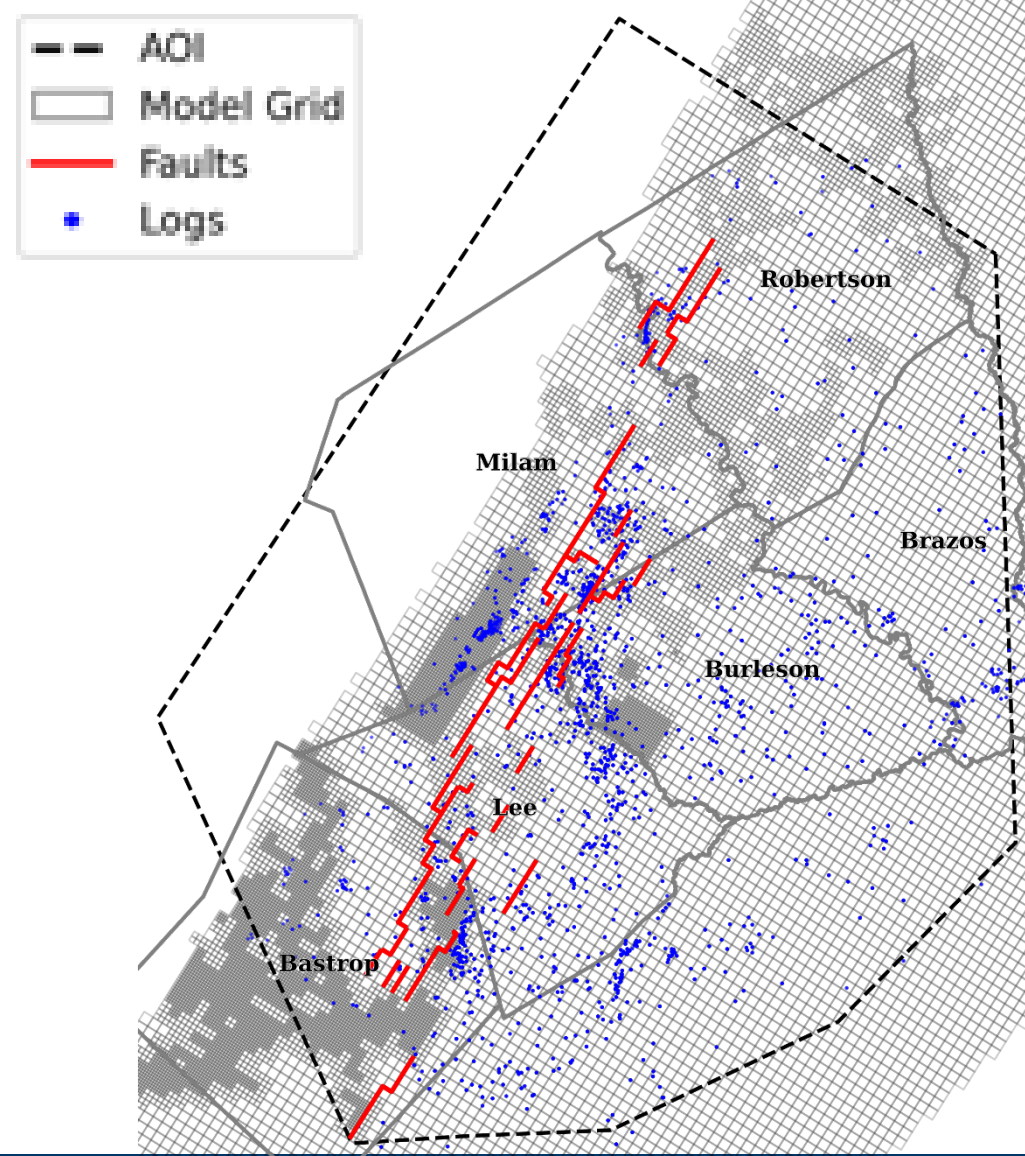 AOI
Model Grid
Faults
Logs
Robertson
Milam
Brazos
Burleson
Lee
Bastrop